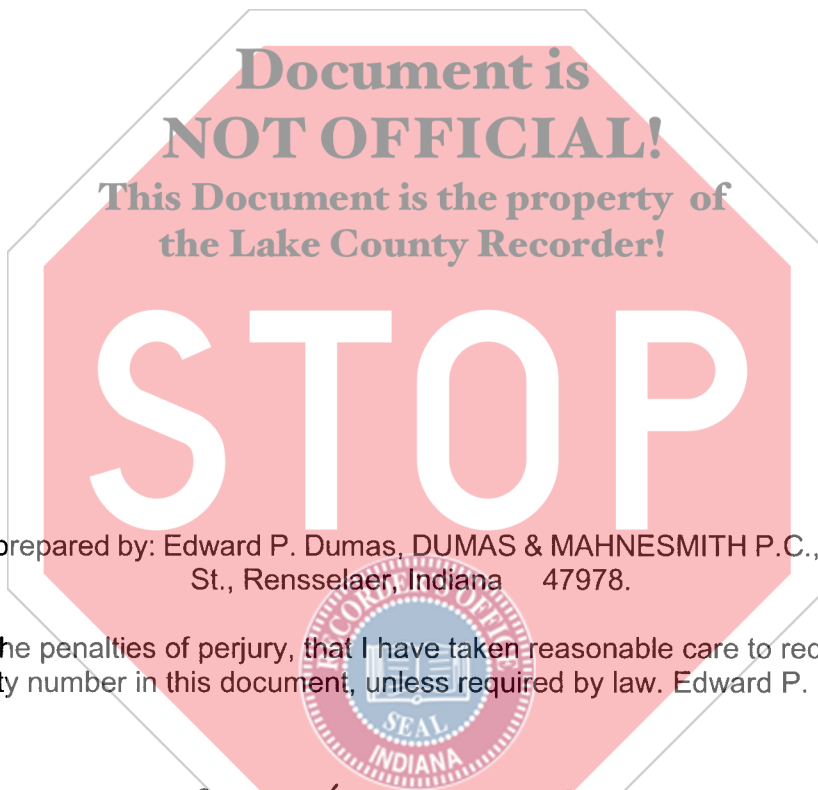 Document is
NOT OFFICIAL!
This Document is the property of
the Lake County Recorder!
STOP
prepared by: Edward P. Dumas, DUMAS & MAHNESMITH P.C.,
St., Rensselaer, Indiana 47978.
he penalties of perjury, that I have taken reasonable care to red
ty number in this document, unless required by law. Edward P.
RECORDER'S OFFICE
SEAL
INDIANA